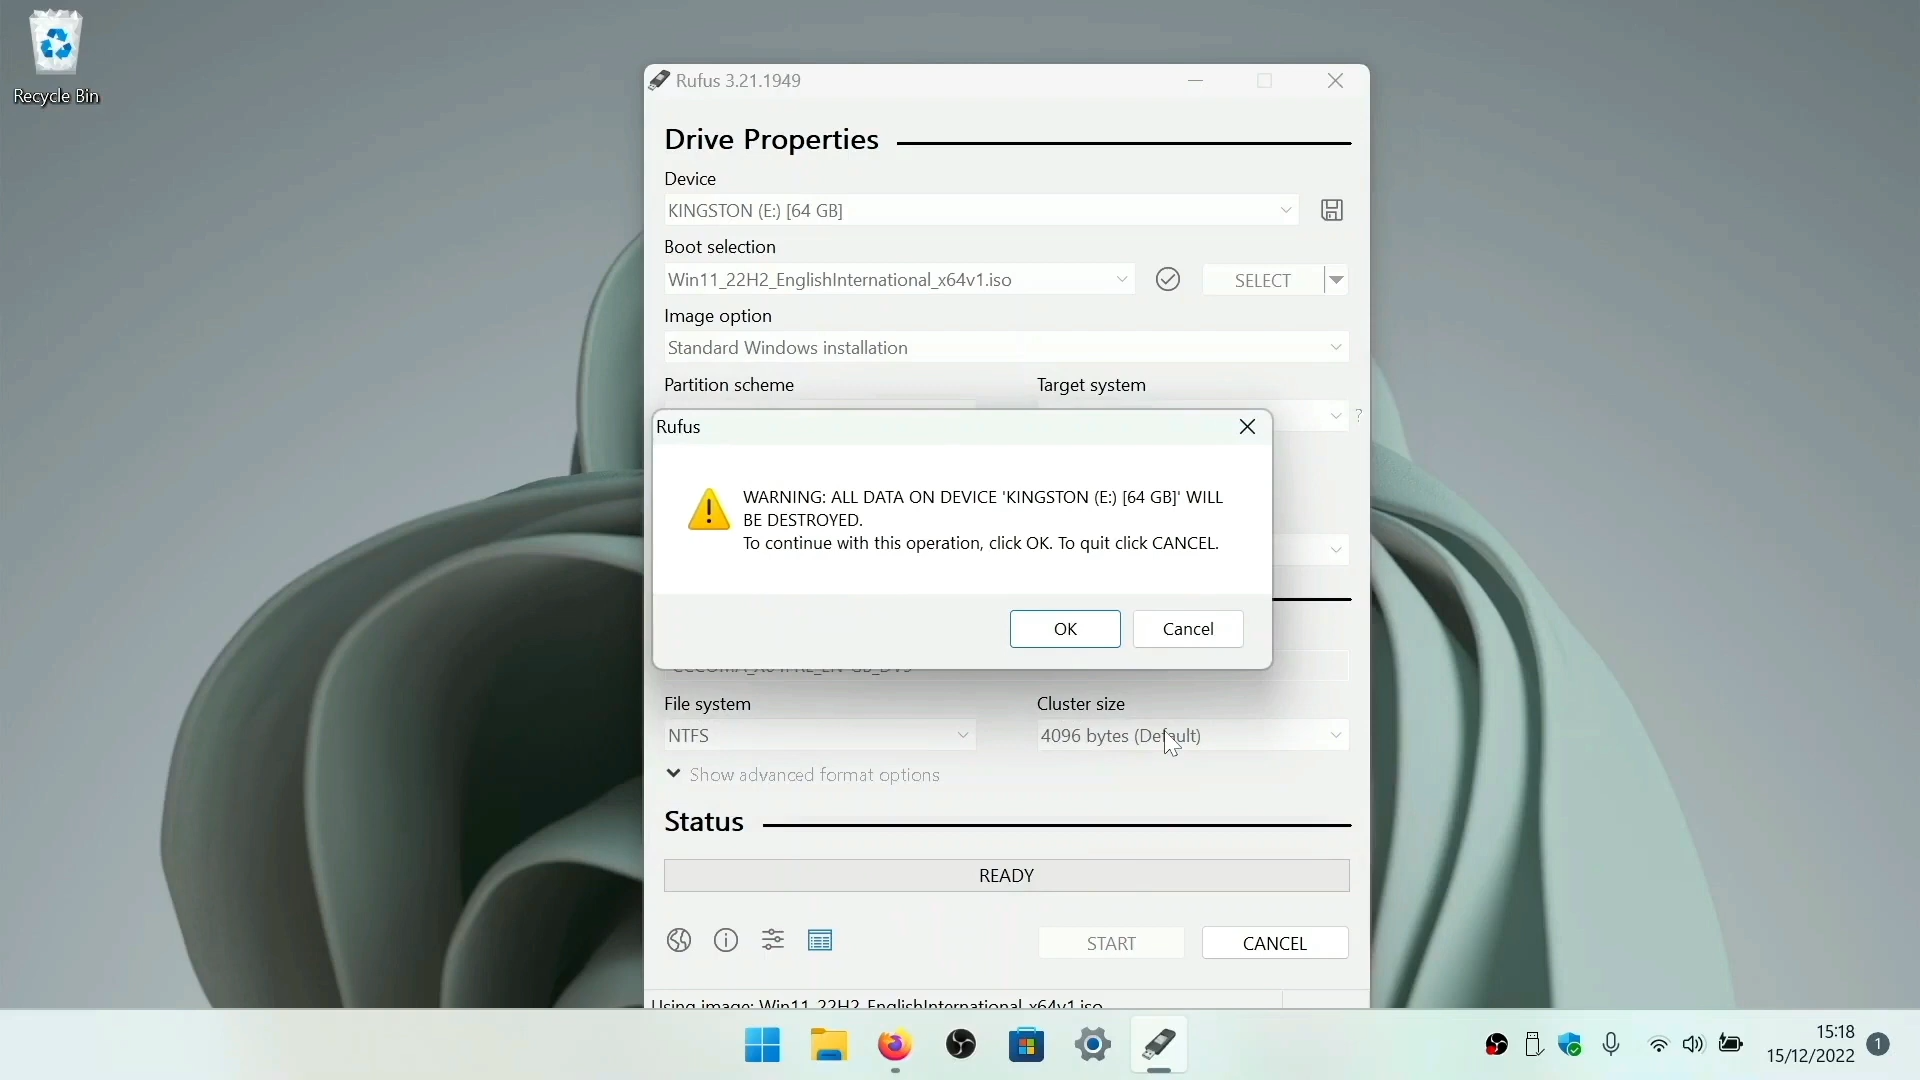 Recycle Bin
Rufus 3.21.1949
Drive Properties
Device
KINGSTON (E:) [64 GB]
Boot selection
Win11_22H2_EnglishInternational_x64v1.iso
SELECT
Image option
Standard Windows installation
Partition scheme
Target system
?
Rufus
WARNING: ALL DATA ON DEVICE 'KINGSTON (E:) [64 GB]' WILL
BE DESTROYED.
To continue with this operation, click OK. To quit click CANCEL.
OK
Cancel
File system
Cluster size
NTFS
4096 bytes (Default)
Show advanced format options
Status
READY
START
CANCEL
Using image: Win11_22H2_EnglishInternational_x64v1.iso
15:18
15/12/2022
1